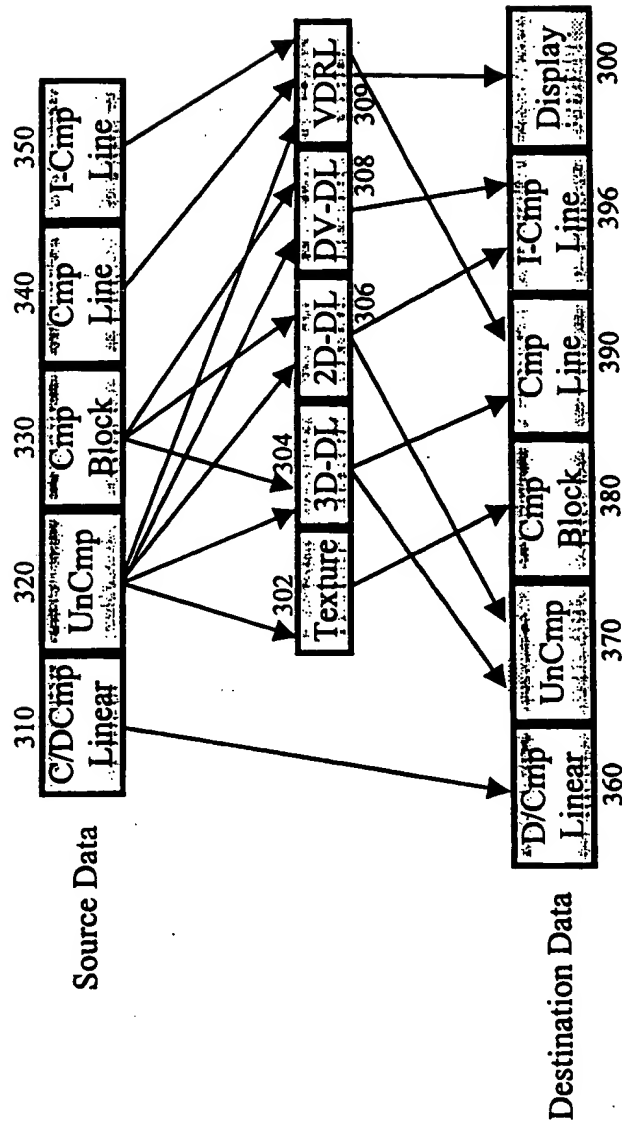 Source Data
310
320
330
340
350
C/DCmp
Linear
UnCmp
Cmp
Block
Cmp
Line
I-Cmp
Line
302
304
306
308
309
Texture
3D-DL
2D-DL
DV-DL
VDRL
Destination Data
D/Cmp
Linear
UnCmp
Cmp
Block
Cmp
Line
I-Cmp
Line
Display
360
370
380
390
396
300